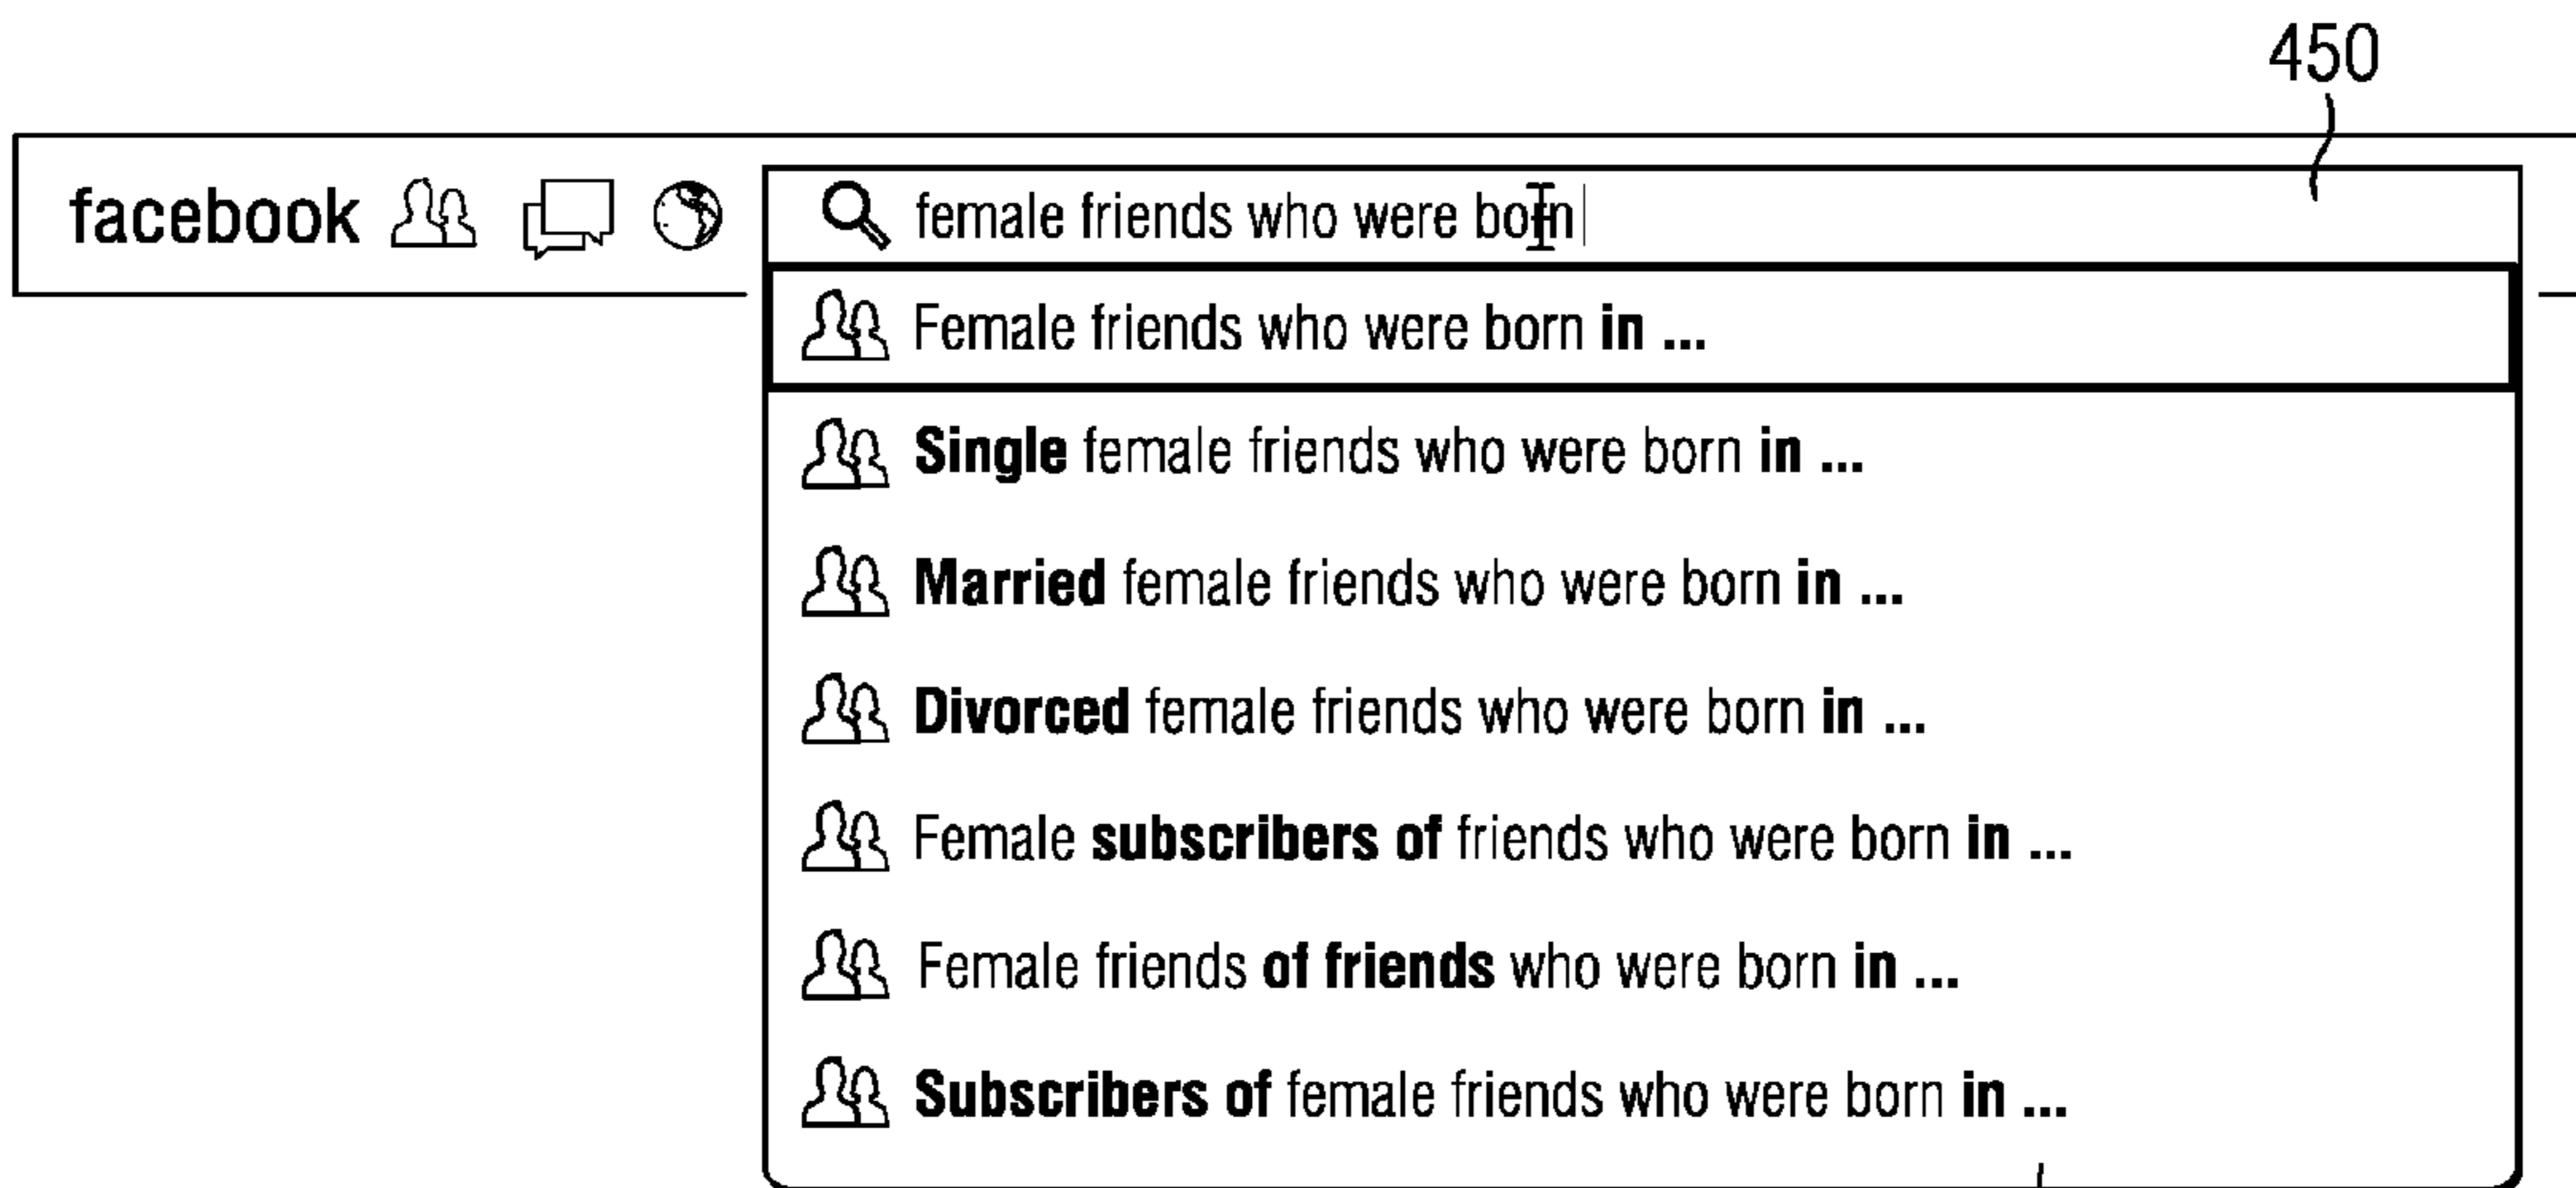 450
facebook female friends who were born
Female friends who were born in ...
Single female friends who were born in ...
Married female friends who were born in ...
Divorced female friends who were born in ...
Female subscribers of friends who were born in ...
Female friends of friends who were born in ...
Subscribers of female friends who were born in ...